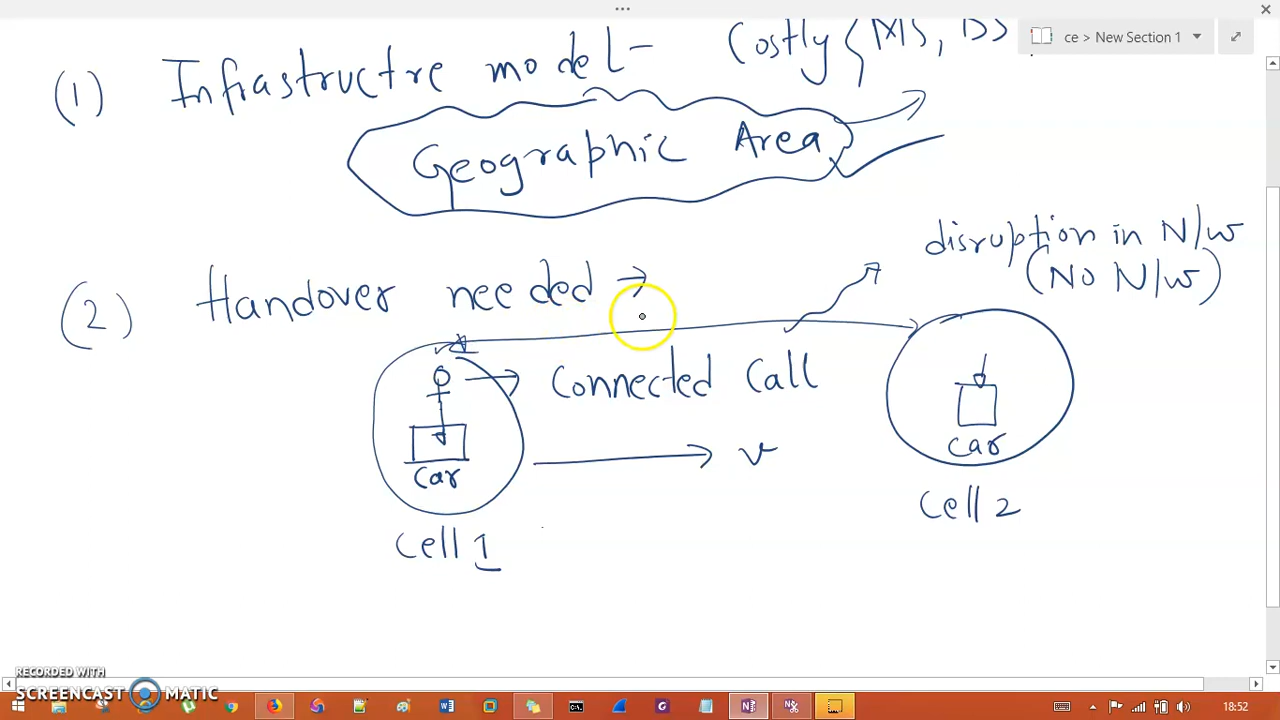 ce > New Section 1
(1) Infrastructre model - Costly { MS, BS
Geographic Area
disruption in N/w
(No N/w)
(2) Handover needed →
Connected Call
v
car
car
Cell 1
Cell 2
RECORDED WITH
SCREENCAST MATIC
18:52